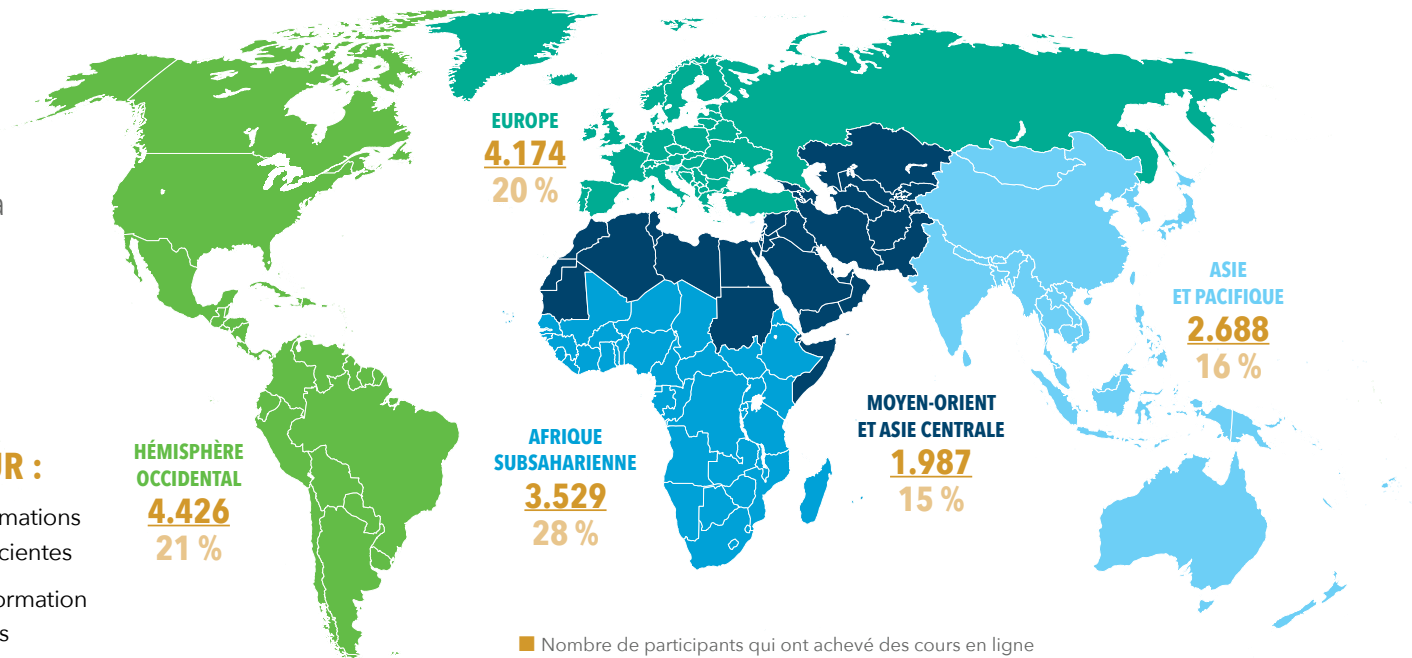 EUROPE
4.174
20 %
ASIE
ET PACIFIQUE
2.688
16 %
MOYEN-ORIENT
ET ASIE CENTRALE
1.987
15 %
AFRIQUE
SUBSAHARIENNE
3.529
28 %
HÉMISPHÈRE
OCCIDENTAL
4.426
21 %
UR :
mations
cientes
ormation
s
Nombre de participants qui ont achevé des cours en ligne